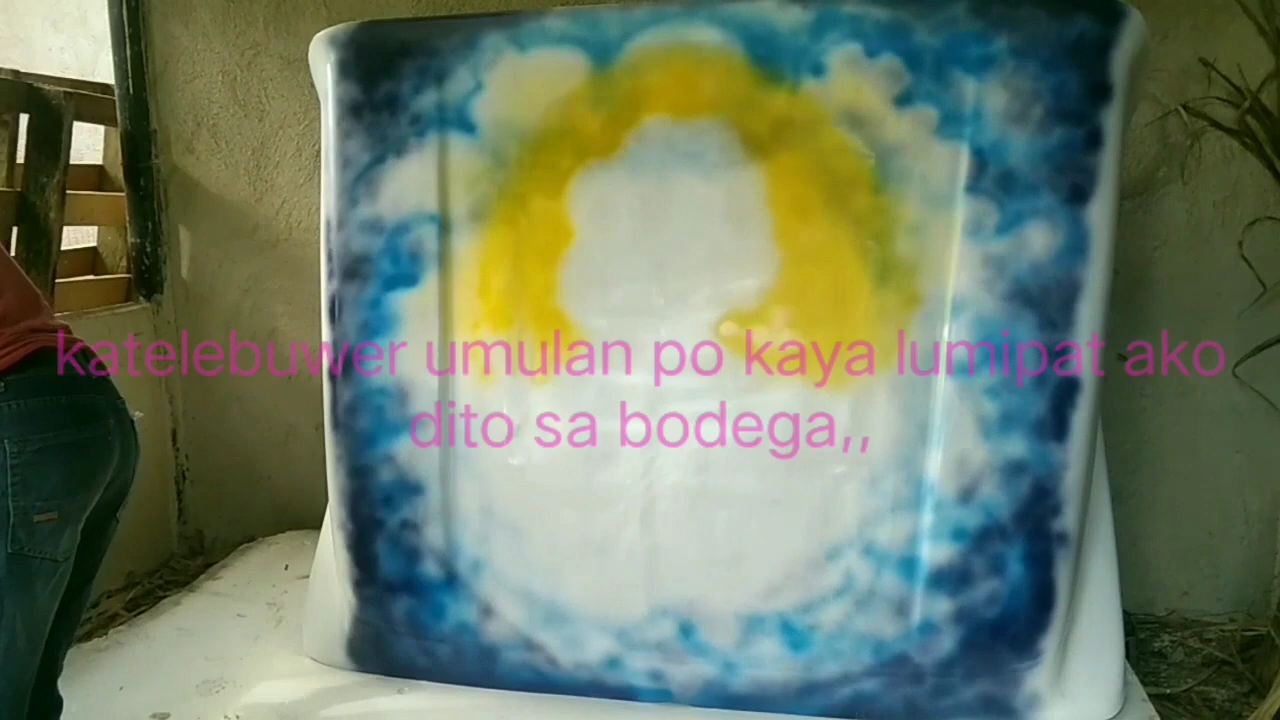 katelebuwer umulan po kaya lumipat ako
dito sa bodega,,